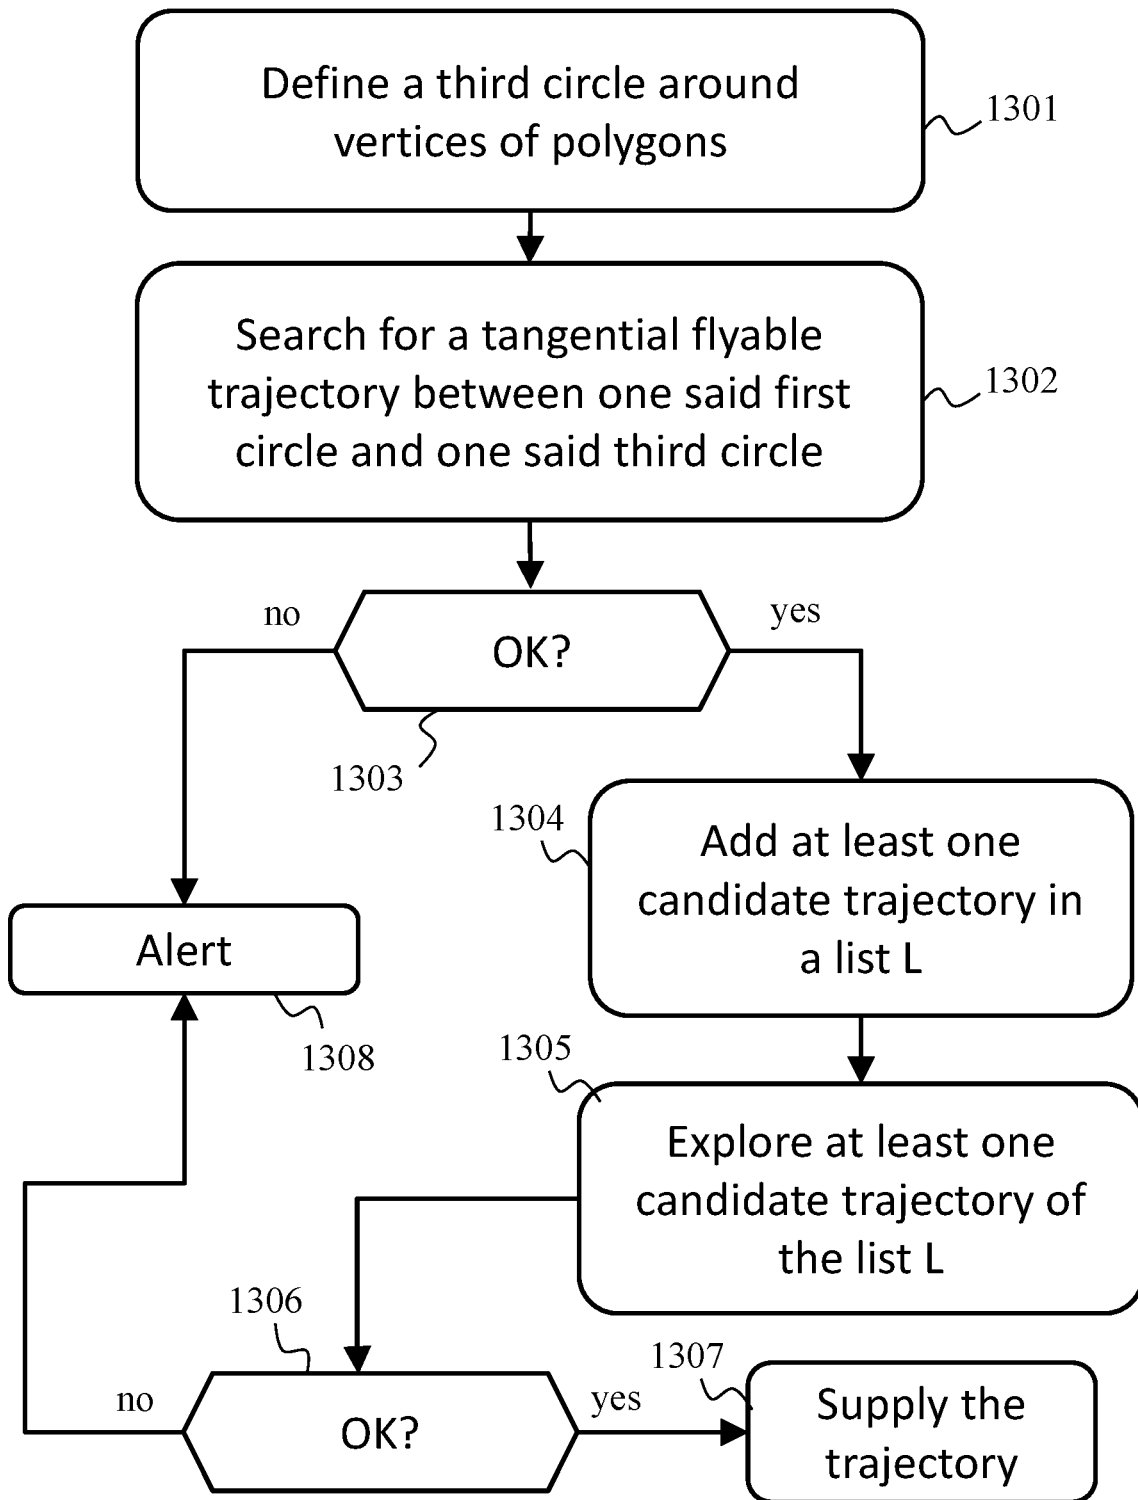 Define a third circle around
vertices of polygons
1301
Search for a tangential flyable
trajectory between one said first
circle and one said third circle
1302
no
yes
OK?
1303
1304
Add at least one
candidate trajectory in
a list L
Alert
1308
1305
Explore at least one
candidate trajectory of
the list L
1306
no
OK?
yes
1307
Supply the
trajectory